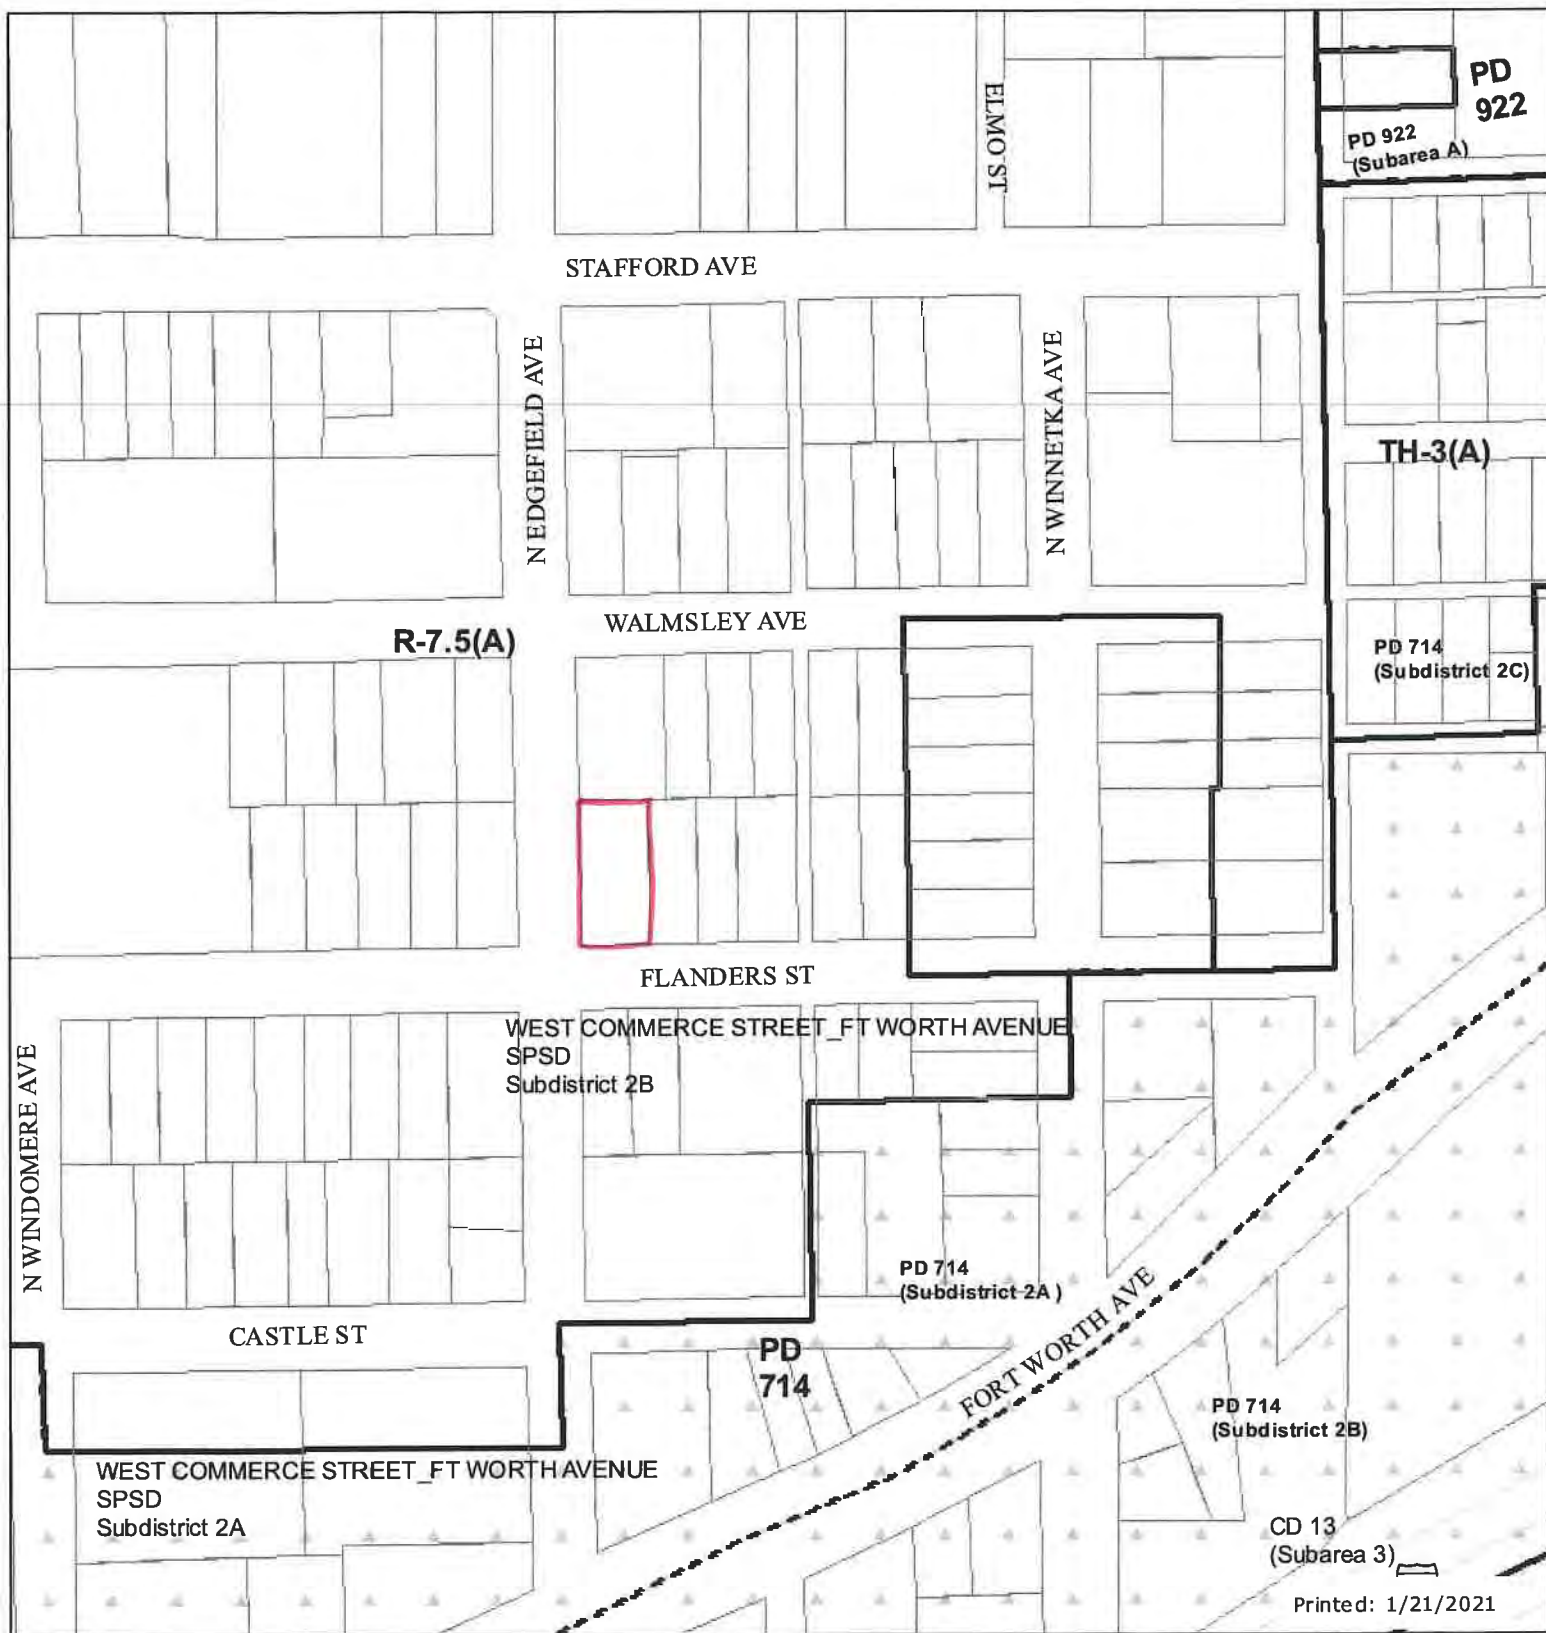 PD
922
PD 922
(Subarea A)
ELMO ST
STAFFORD AVE
N EDGEFIELD AVE
N WINNETKA AVE
TH-3(A)
WALMSLEY AVE
R-7.5(A)
PD 714
(Subdistrict 2C)
FLANDERS ST
WEST COMMERCE STREET_FT WORTH AVENUE
SPSD
Subdistrict 2B
N WINDOMERE AVE
PD 714
(Subdistrict 2A )
CASTLE ST
PD
714
FORT WORTH AVE
PD 714
(Subdistrict 2B)
WEST COMMERCE STREET_FT WORTH AVENUE
SPSD
Subdistrict 2A
CD 13
(Subarea 3)
Printed: 1/21/2021